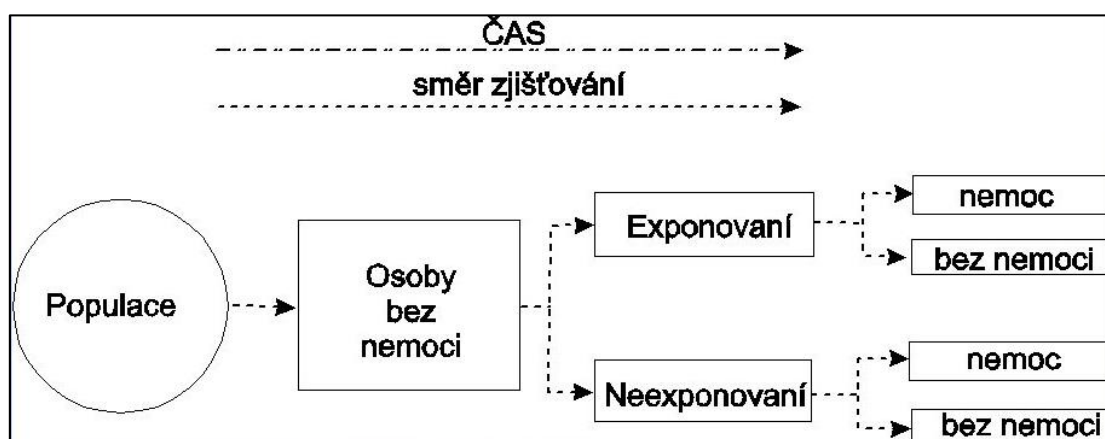 ČAS
směr zjišťování
Populace
Osoby
bez
nemoci
Exponovaní
nemoc
bez nemoci
Neexponovaní
nemoc
bez nemoci